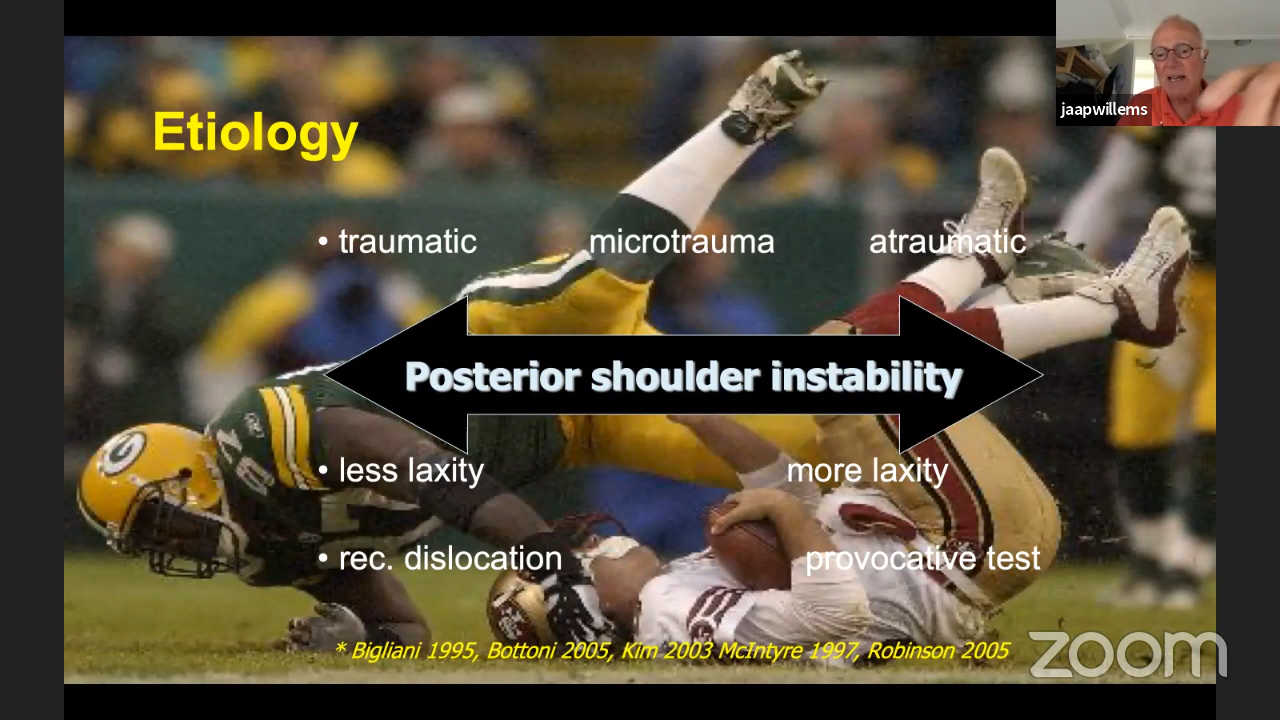 jaapwillems
Etiology
• traumatic microtrauma atraumatic
Posterior shoulder instability
• less laxity more laxity
• rec. dislocation provocative test
* Bigliani 1995, Bottoni 2005, Kim 2003 McIntyre 1997, Robinson 2005
zoom